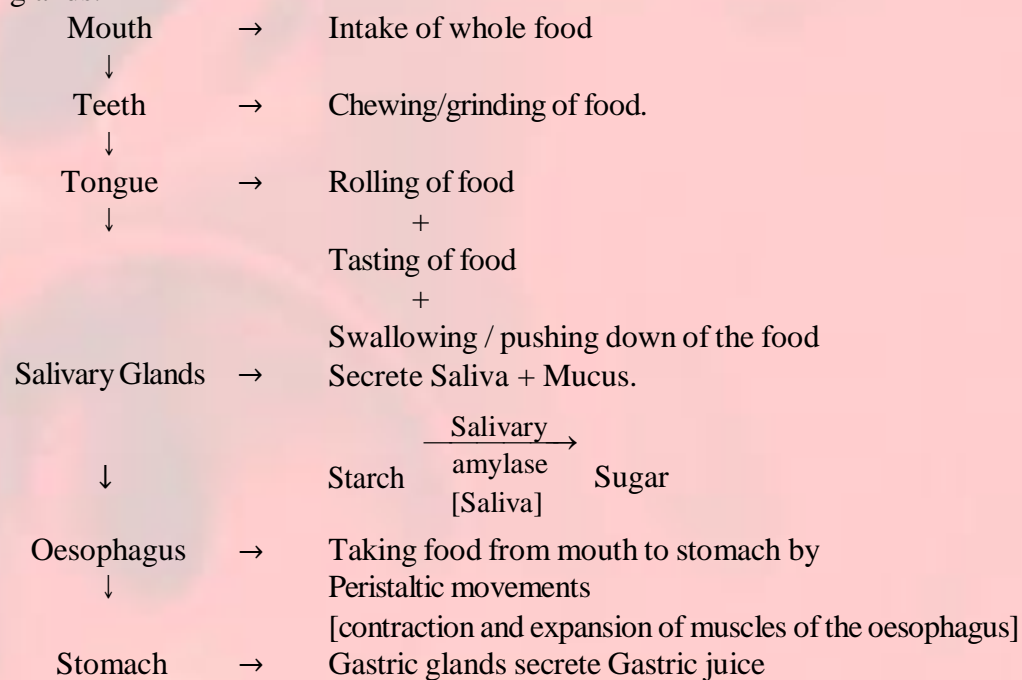 glands.
Mouth → Intake of whole food
↓
Teeth → Chewing/grinding of food.
↓
Tongue → Rolling of food
↓ +
Tasting of food
+
Swallowing / pushing down of the food
Salivary Glands → Secrete Saliva + Mucus.
↓ Starch Salivary amylase [Saliva] → Sugar
Oesophagus → Taking food from mouth to stomach by
↓ Peristaltic movements
[contraction and expansion of muscles of the oesophagus]
Stomach → Gastric glands secrete Gastric juice